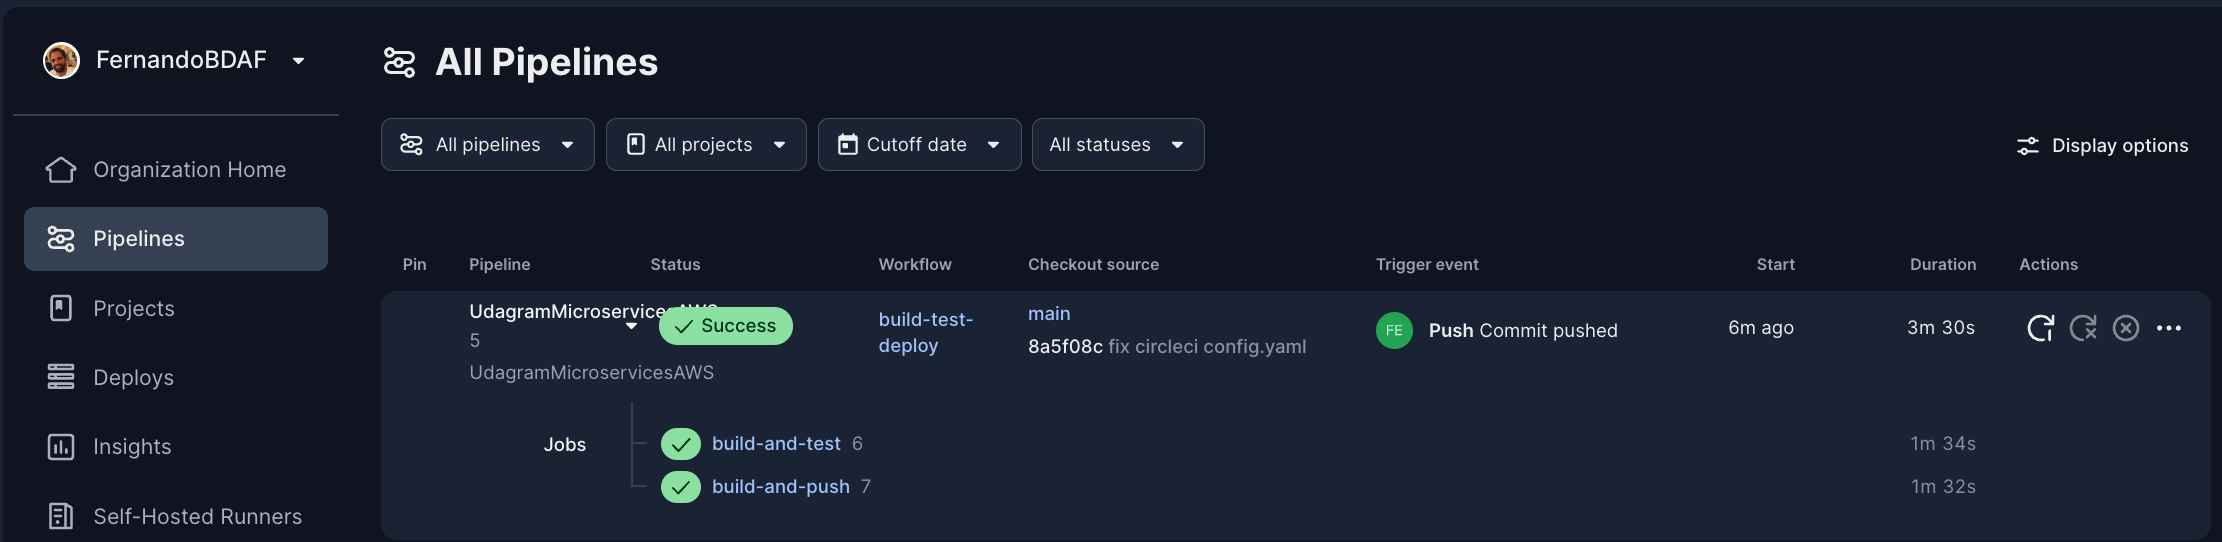 FernandoBDAF
Organization Home
Pipelines
Projects
Deploys
Insights
Self-Hosted Runners
All Pipelines
All pipelines
All projects
Cutoff date
All statuses
Display options
Pin Pipeline Status Workflow Checkout source Trigger event Start Duration Actions
UdagramMicroservicesAWS
5
UdagramMicroservicesAWS
Success
build-test-
deploy
main
8a5f08c fix circleci config.yaml
FE
Push Commit pushed
6m ago
3m 30s
Jobs
build-and-test 6
1m 34s
build-and-push 7
1m 32s